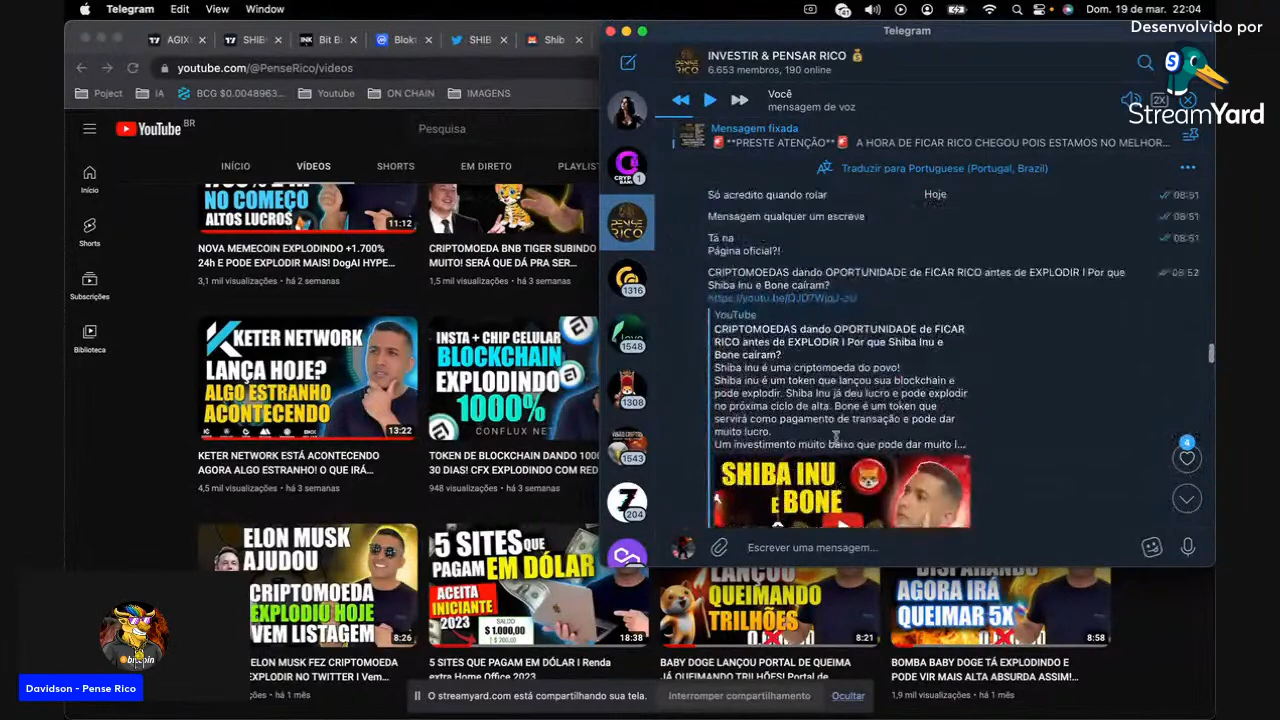 Telegram Edit View Window
41
Dom. 19 de mar. 22:04
Desenvolvido por
StreamYard
AGIX
SHIB
Bit B
Blok
SHIB
Shib
youtube.com/@PenseRico/videos
Poject
IA
BCG $0.0048963...
Youtube
ON CHAIN
IMAGENS
YouTube BR
Pesquisa
INÍCIO
VÍDEOS
SHORTS
EM DIRETO
PLAYLIST
Início
Shorts
Subscrições
Biblioteca
NO COMEÇO
ALTOS LUCROS
11:12
NOVA MEMECOIN EXPLODINDO +1.700%
24h E PODE EXPLODIR MAIS! DogAI HYPE...
3,1 mil visualizações • há 2 semanas
CRIPTOMOEDA BNB TIGER SUBINDO
MUITO! SERÁ QUE DÁ PRA SER...
1,5 mil visualizações • há 3 semanas
KETER NETWORK
LANÇA HOJE?
ALGO ESTRANHO
ACONTECENDO
13:22
KETER NETWORK ESTÁ ACONTECENDO
AGORA ALGO ESTRANHO! O QUE IRÁ...
4,5 mil visualizações • há 3 semanas
INSTA + CHIP CELULAR
BLOCKCHAIN
EXPLODINDO
1000%
CONFLUX NET
TOKEN DE BLOCKCHAIN DANDO 1000
30 DIAS! CFX EXPLODINDO COM
948 visualizações • há 3 semanas
ELON MUSK
AJUDOU
CRIPTOMOEDA
EXPLODIU HOJE
VEM LISTAGEM
8:26
ELON MUSK FEZ CRIPTOMOEDA
EXPLODIR NO TWITTER ! Vem...
há 1 mês
5 SITES QUE
PAGAM EM DÓLAR
ACEITA
INICIANTE
2023
SALDO
$ 1.000,00
18:38
5 SITES QUE PAGAM EM DÓLAR I Renda
extra Home Office 2023
LANÇOU
QUEIMANDO
TRILHÕES
8:21
BABY DOGE LANÇOU PORTAL DE QUEIMA
EXPLODIR AGORA IRÁ
QUEIMAR 5X
8:58
BOMBA BABY DOGE TÁ EXPLODINDO E
PODE VIR MAIS ALTA ABSURDA ASSIM!...
1,9 mil visualizações • há 1 mês
Telegram
INVESTIR & PENSAR RICO 💰
6.653 membros, 190 online
Você
mensagem de voz
2X
Mensagem fixada
🚨**PRESTE ATENÇÃO**🚨 A HORA DE FICAR RICO CHEGOU POIS ESTAMOS NO MELHOR...
Traduzir para Portuguese (Portugal, Brazil)
Só acredito quando rolar
Hoje
08:51
Mensagem qualquer um escreve
08:51
Tá na
Página oficial?!
08:51
CRIPTOMOEDAS dando OPORTUNIDADE de FICAR RICO antes de EXPLODIR I Por que
Shiba Inu e Bone caíram?
08:52
YouTube
CRIPTOMOEDAS dando OPORTUNIDADE de FICAR
RICO antes de EXPLODIR I Por que Shiba Inu e
Bone caíram?
Shiba inu é uma criptomoeda do povo!
Shiba inu é um token que lançou sua blockchain e
pode explodir. Shiba Inu já deu lucro e pode explodir
no próxima ciclo de alta. Bone é um token que
servirá como pagamento de transação e pode dar
muito lucro.
Um investimento muito baixo que pode dar muito l...
SHIBA INU
E BONE
1
1316
1548
1308
1543
204
4
PENSE
RICO
Escrever uma mensagem...
bitcoin
Davidson - Pense Rico
O streamyard.com está compartilhando sua tela.
Interromper compartilhamento
Ocultar